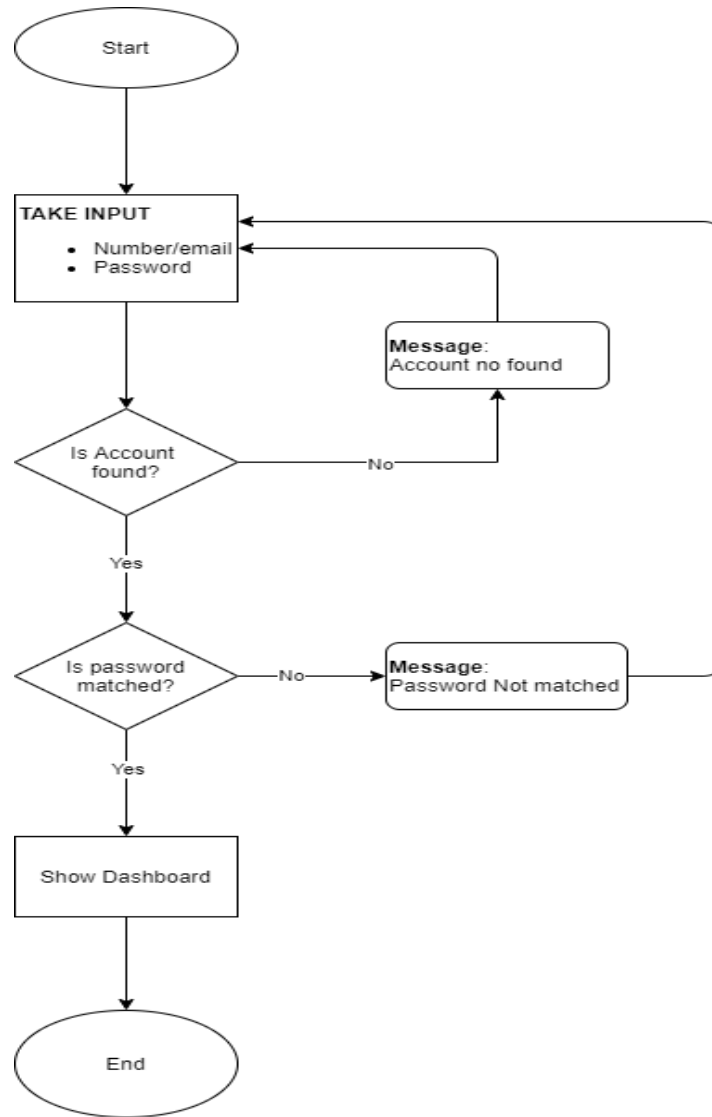 Start
TAKE INPUT
• Number/email
• Password
Message:
Account no found
Is Account
found?
No
Yes
Is password
matched?
No
Message:
Password Not matched
Yes
Show Dashboard
End